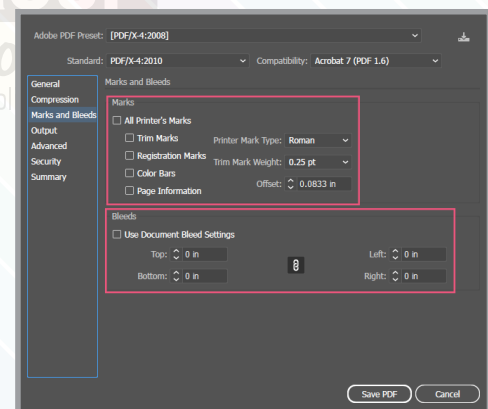 Adobe PDF Preset: [PDF/X-4:2008]
Standard: PDF/X-4:2010 Compatibility: Acrobat 7 (PDF 1.6)
General
Compression
Marks and Bleeds
Output
Advanced
Security
Summary
Marks and Bleeds
Marks
All Printer's Marks
Trim Marks Printer Mark Type: Roman
Registration Marks Trim Mark Weight: 0.25 pt
Color Bars Offset: 0.0833 in
Page Information
Bleeds
Use Document Bleed Settings
Top: 0 in Left: 0 in
Bottom: 0 in Right: 0 in
Save PDF Cancel